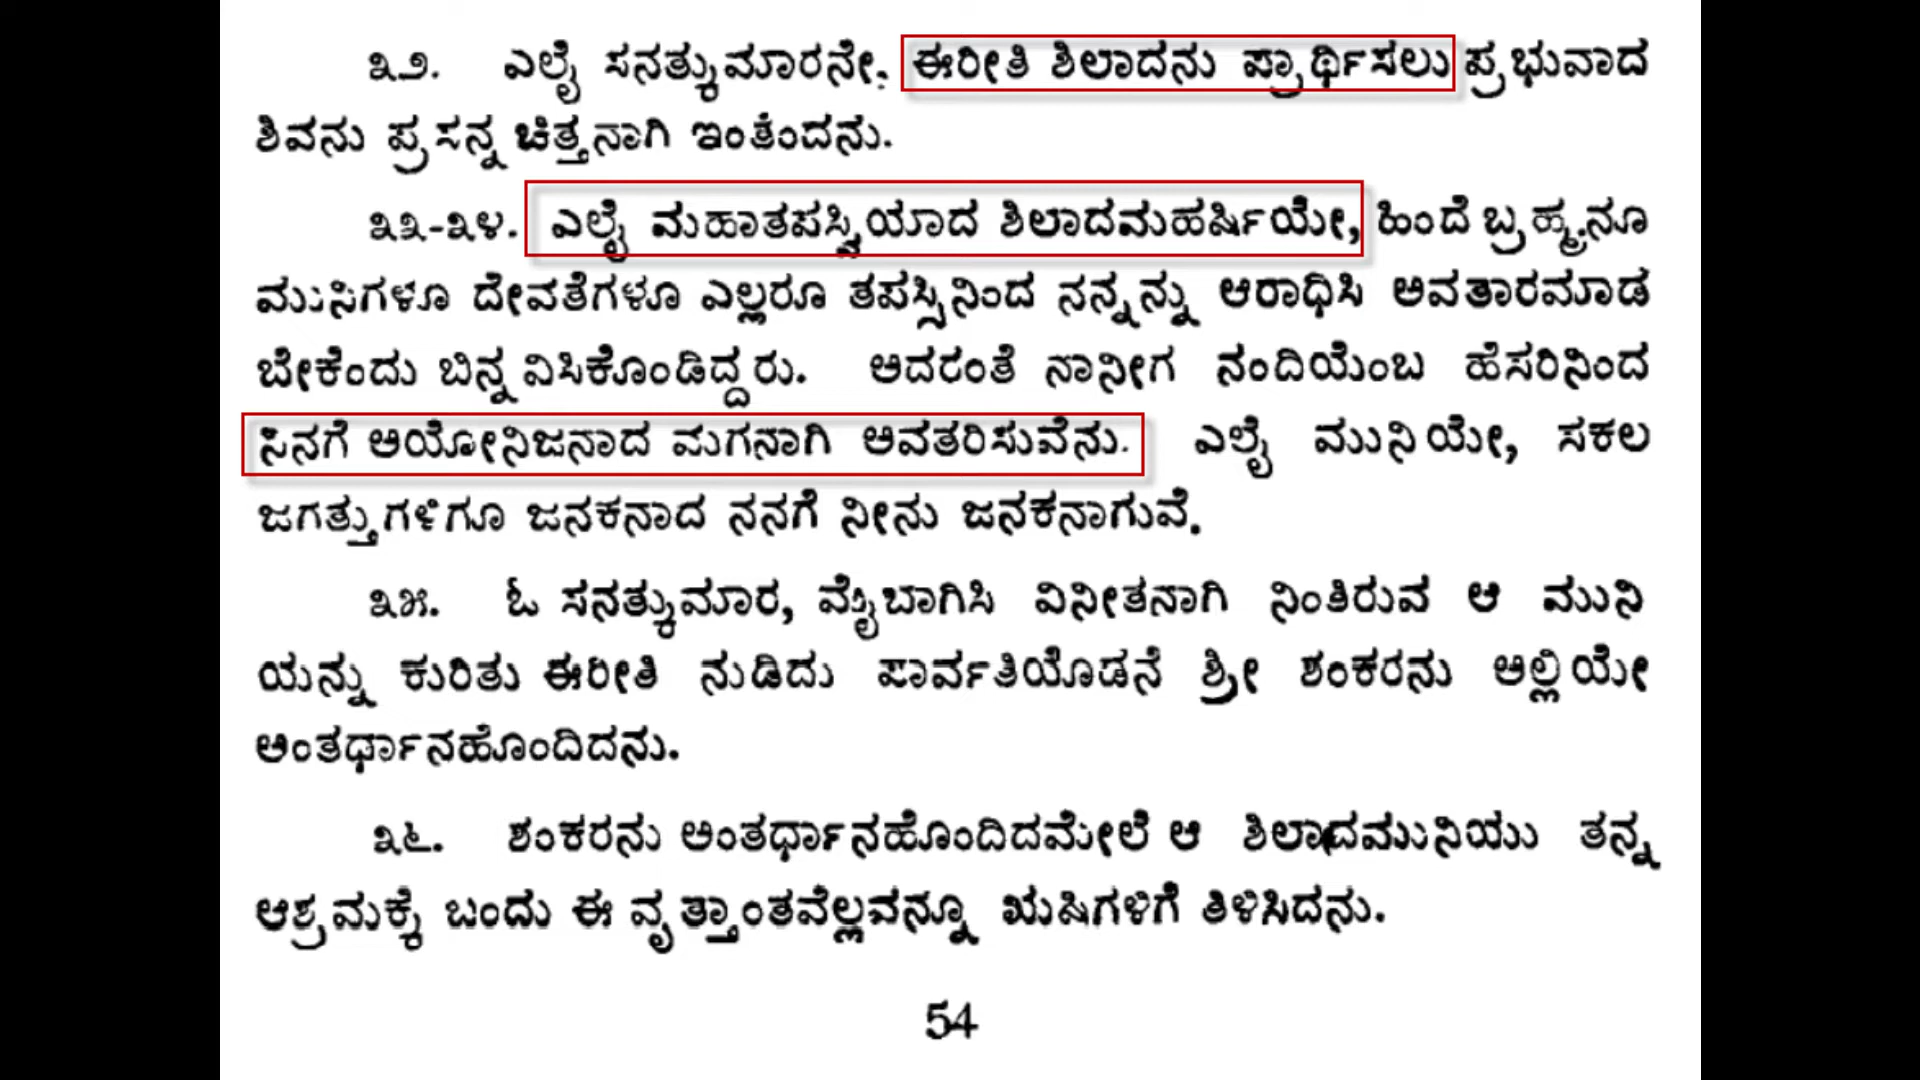 ೩೨. ಎಲೈ ಸನತ್ಕುಮಾರನೇ, ಈರೀತಿ ಶಿಲಾದನು ಪ್ರಾರ್ಥಿಸಲು ಪ್ರಭುವಾದ
ಶಿವನು ಪ್ರಸನ್ನ ಚಿತ್ತನಾಗಿ ಇಂತೆಂದನು.
೩೩-೩೪. ಎಲೈ ಮಹಾತಪಸ್ವಿಯಾದ ಶಿಲಾದಮಹರ್ಷಿಯೇ, ಹಿಂದೆ ಬ್ರಹ್ಮನೂ
ಮುನಿಗಳೂ ದೇವತೆಗಳೂ ಎಲ್ಲರೂ ತಪಸ್ಸಿನಿಂದ ನನ್ನನ್ನು ಆರಾಧಿಸಿ ಅವತಾರಮಾಡ
ಬೇಕೆಂದು ಬಿನ್ನವಿಸಿಕೊಂಡಿದ್ದರು. ಅದರಂತೆ ನಾನೀಗ ನಂದಿಯೆಂಬ ಹೆಸರಿನಿಂದ
ನಿನಗೆ ಅಯೋನಿಜನಾದ ಮಗನಾಗಿ ಅವತರಿಸುವೆನು. ಎಲೈ ಮುನಿಯೇ, ಸಕಲ
ಜಗತ್ತುಗಳಿಗೂ ಜನಕನಾದ ನನಗೆ ನೀನು ಜನಕನಾಗುವೆ.
೩೫. ಓ ಸನತ್ಕುಮಾರ, ಮೈಬಾಗಿಸಿ ವಿನೀತನಾಗಿ ನಿಂತಿರುವ ಆ ಮುನಿ
ಯನ್ನು ಕುರಿತು ಈರೀತಿ ನುಡಿದು ಪಾರ್ವತಿಯೊಡನೆ ಶ್ರೀ ಶಂಕರನು ಅಲ್ಲಿಯೇ
ಅಂತರ್ಧಾನಹೊಂದಿದನು.
೩೬. ಶಂಕರನು ಅಂತರ್ಧಾನಹೊಂದಿದಮೇಲೆ ಆ ಶಿಲಾದಮುನಿಯು ತನ್ನ
ಆಶ್ರಮಕ್ಕೆ ಬಂದು ಈ ವೃತ್ತಾಂತವೆಲ್ಲವನ್ನೂ ಋಷಿಗಳಿಗೆ ತಿಳಿಸಿದನು.
54